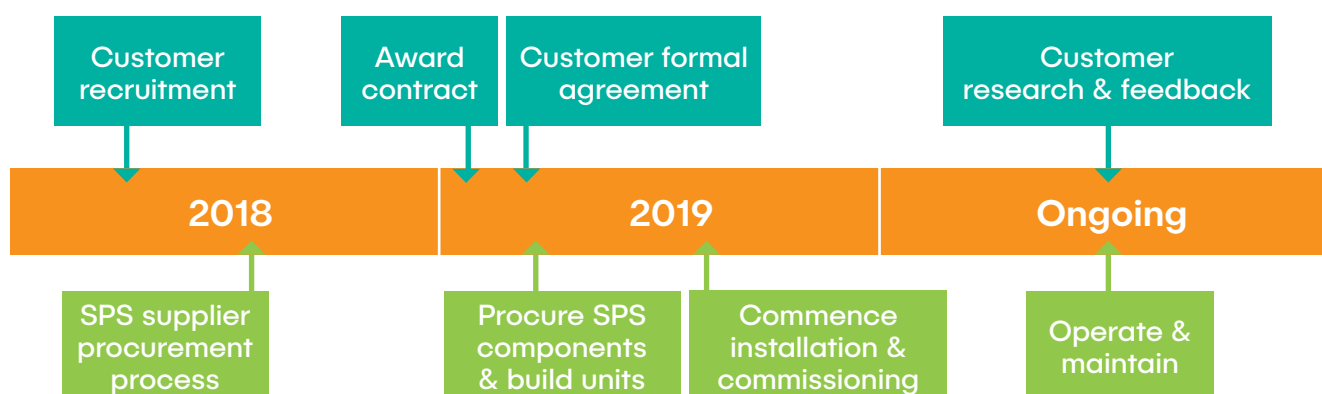 Customer
recruitment
Award
contract
Customer formal
agreement
Customer
research & feedback
2018
2019
Ongoing
SPS supplier
procurement
process
Procure SPS
components
& build units
Commence
installation &
commissioning
Operate &
maintain